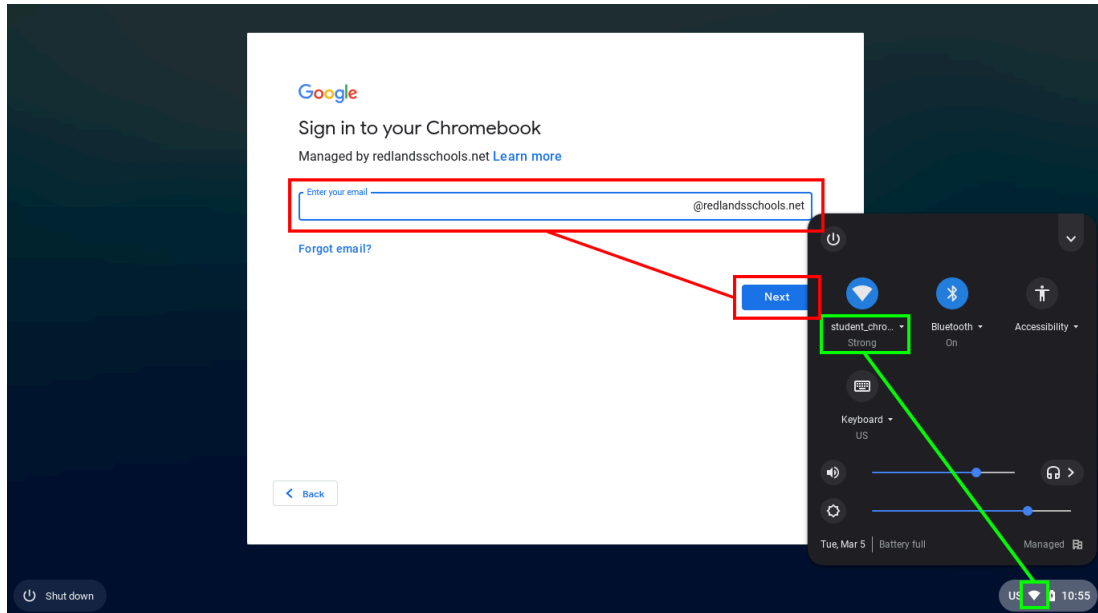 Google
Sign in to your Chromebook
Managed by redlandsschools.net Learn more
Enter your email
@redlandsschools.net
Forgot email?
Next
Back
student_chro...
Strong
Bluetooth
On
Accessibility
Keyboard
US
Tue, Mar 5 Battery full Managed
Shut down
US 10:55